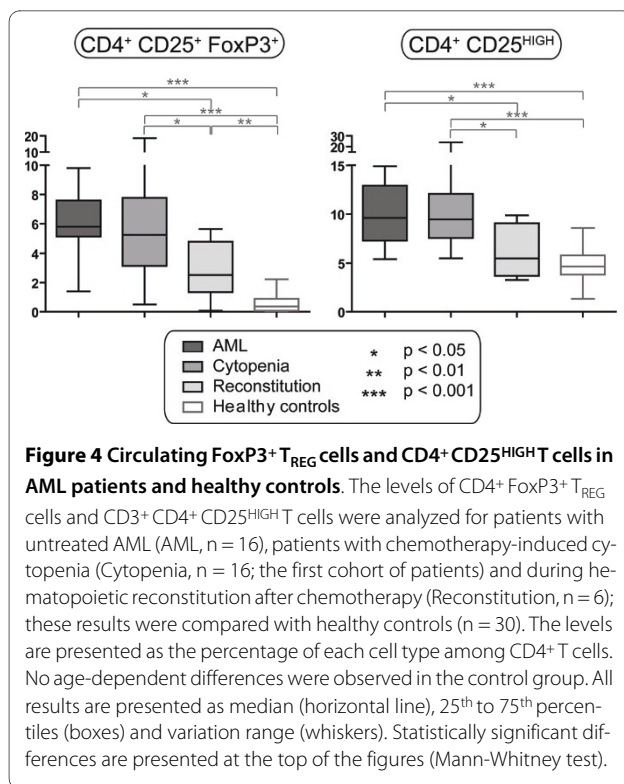 CD4+ CD25+ FoxP3+
CD4+ CD25HIGH
***
*
***
*
**
***
*
***
*
20
10
10
8
6
4
2
0
30
20
15
10
5
0
AML * p < 0.05
Cytopenia ** p < 0.01
Reconstitution *** p < 0.001
Healthy controls
Figure 4 Circulating FoxP3+ TREG cells and CD4+ CD25HIGH T cells in
AML patients and healthy controls. The levels of CD4+ FoxP3+ TREG
cells and CD3+ CD4+ CD25HIGH T cells were analyzed for patients with
untreated AML (AML, n = 16), patients with chemotherapy-induced cy-
topenia (Cytopenia, n = 16; the first cohort of patients) and during he-
matopoietic reconstitution after chemotherapy (Reconstitution, n = 6);
these results were compared with healthy controls (n = 30). The levels
are presented as the percentage of each cell type among CD4+ T cells.
No age-dependent differences were observed in the control group. All
results are presented as median (horizontal line), 25th to 75th percen-
tiles (boxes) and variation range (whiskers). Statistically significant dif-
ferences are presented at the top of the figures (Mann-Whitney test).